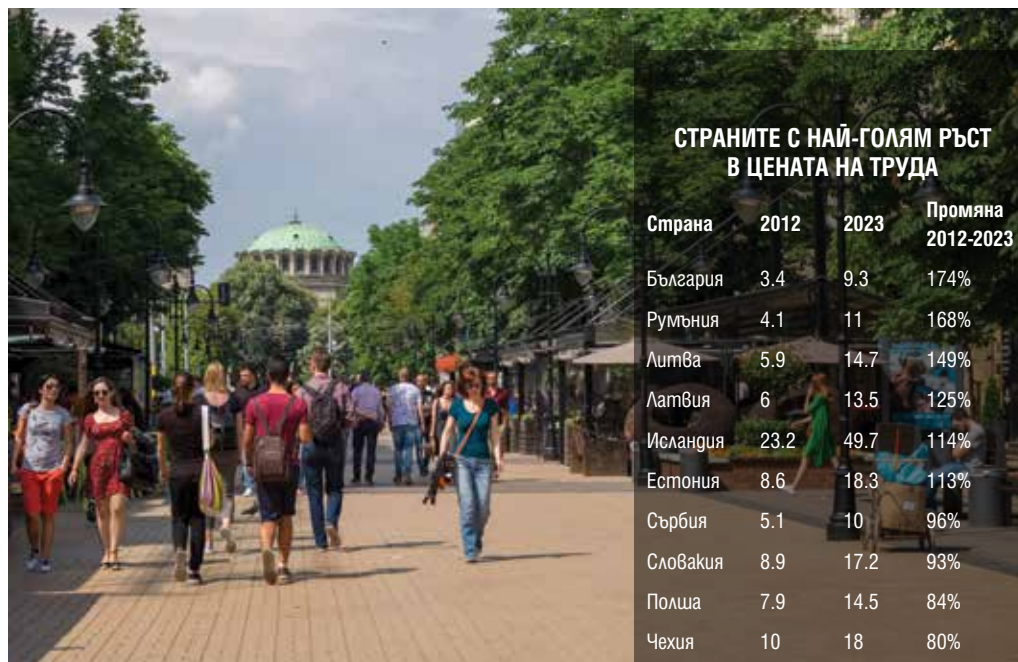 СТРАНИТЕ С НАЙ-ГОЛЯМ РЪСТ
В ЦЕНАТА НА ТРУДА
Страна 2012 2023 Промяна 2012-2023
България 3.4 9.3 174%
Румъния 4.1 11 168%
Литва 5.9 14.7 149%
Латвия 6 13.5 125%
Исландия 23.2 49.7 114%
Естония 8.6 18.3 113%
Сърбия 5.1 10 96%
Словакия 8.9 17.2 93%
Полша 7.9 14.5 84%
Чехия 10 18 80%